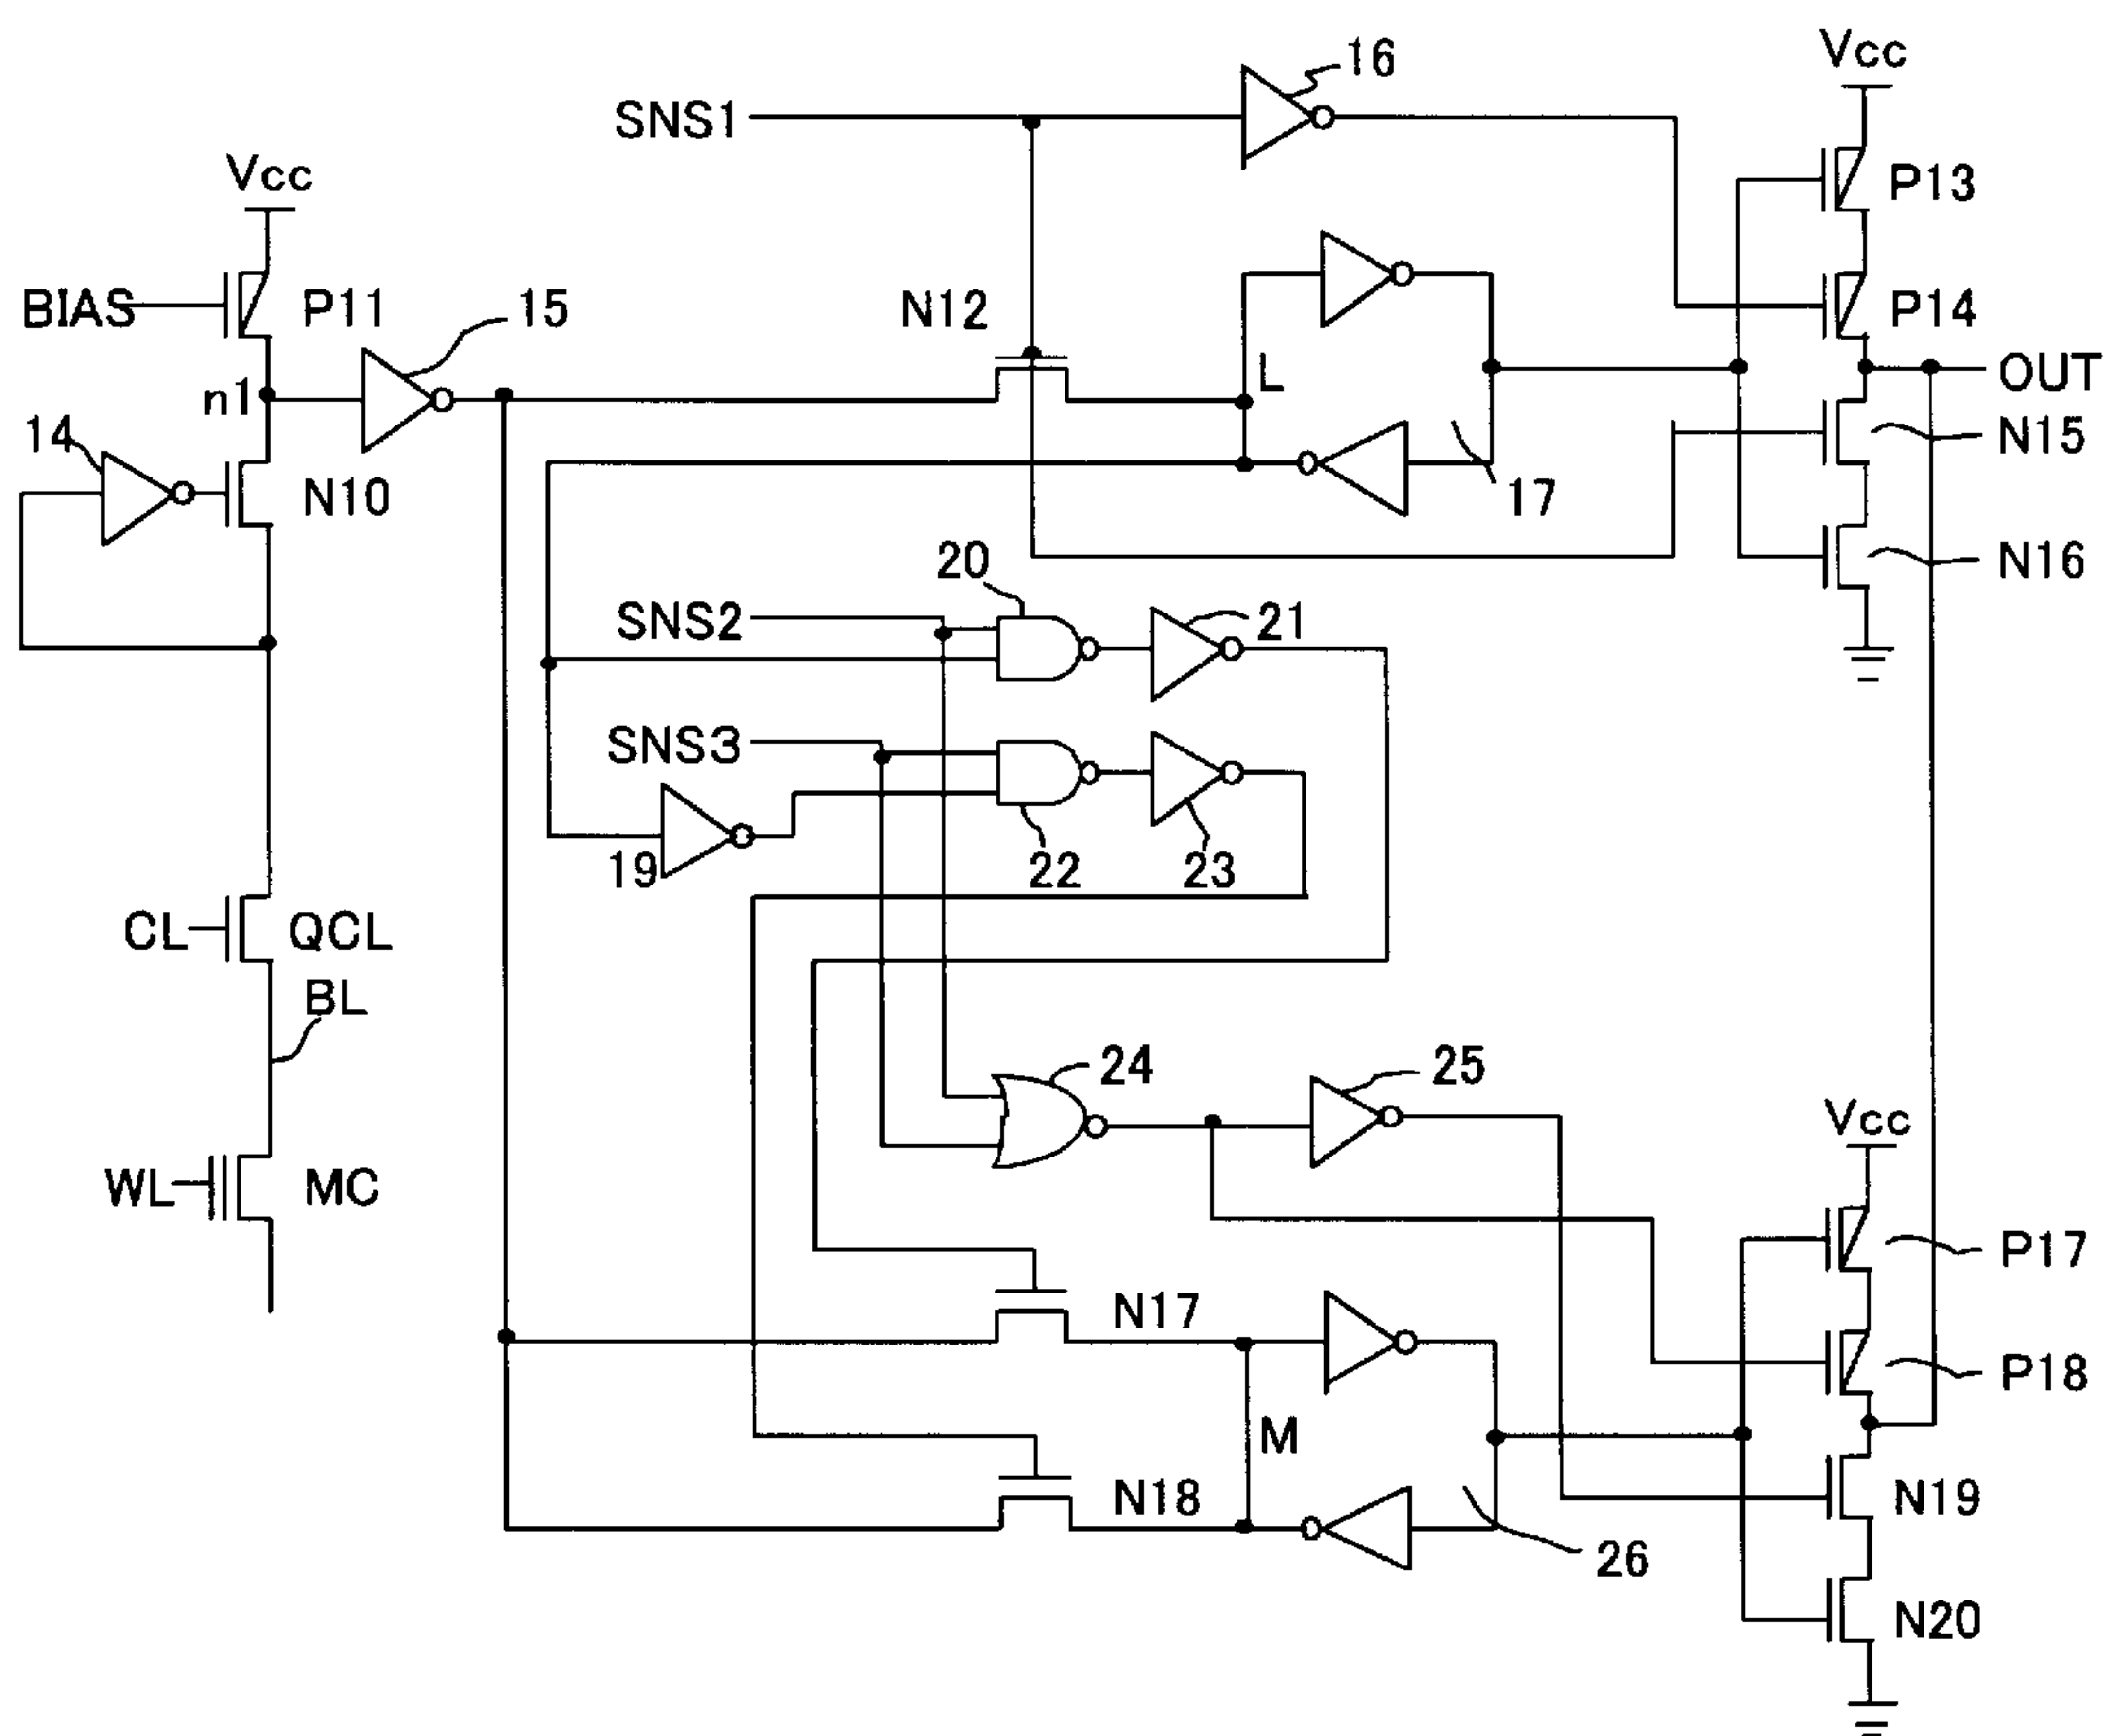 16
Vcc
SNS1
Vcc
P13
BIAS
P11
15
N12
P14
n1
L
OUT
14
N15
N10
17
20
N16
SNS2
21
SNS3
19
22
23
CL
QCL
BL
24
25
Vcc
WL
MC
P17
N17
P18
M
N18
N19
26
N20